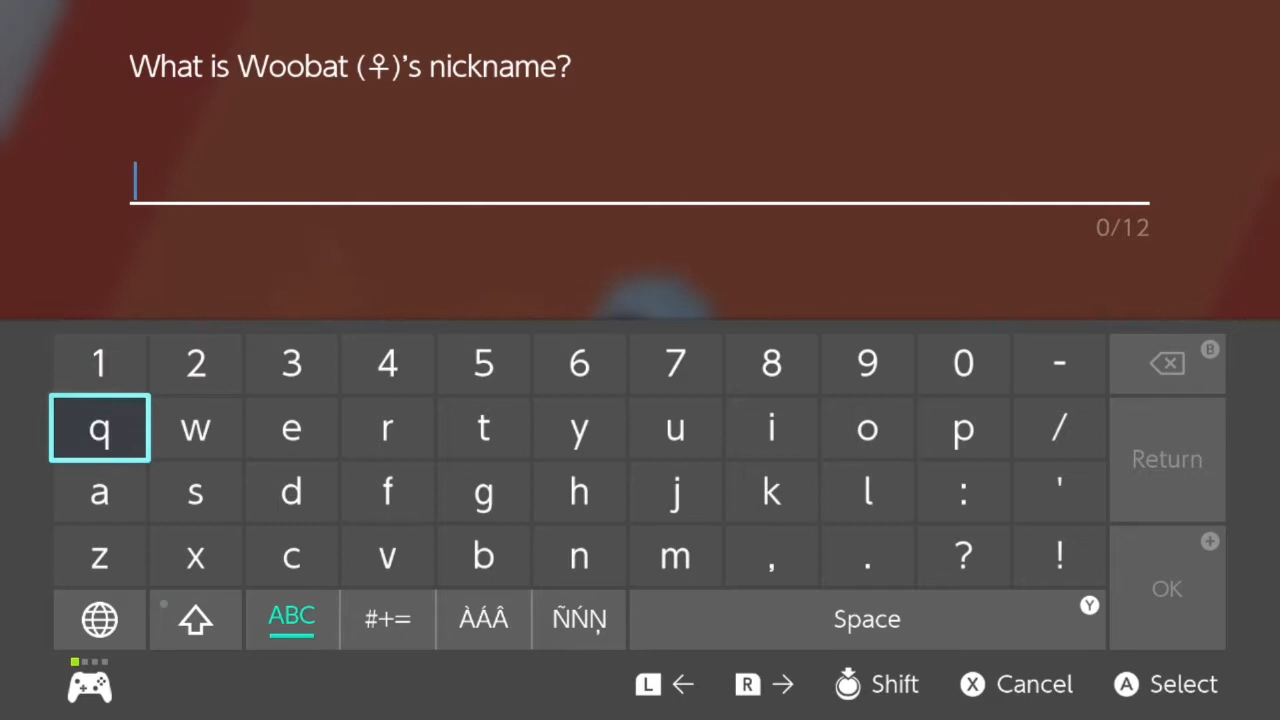 What is Woobat (♀)'s nickname?
0/12
1 2 3 4 5 6 7 8 9 0 - B
q w e r t y u i o p / Return
a s d f g h j k l : '
z x c v b n m , . ? ! + OK
ABC #+= ÀÁÂ ÑŃŅ Space Y
L ← R → Shift X Cancel A Select